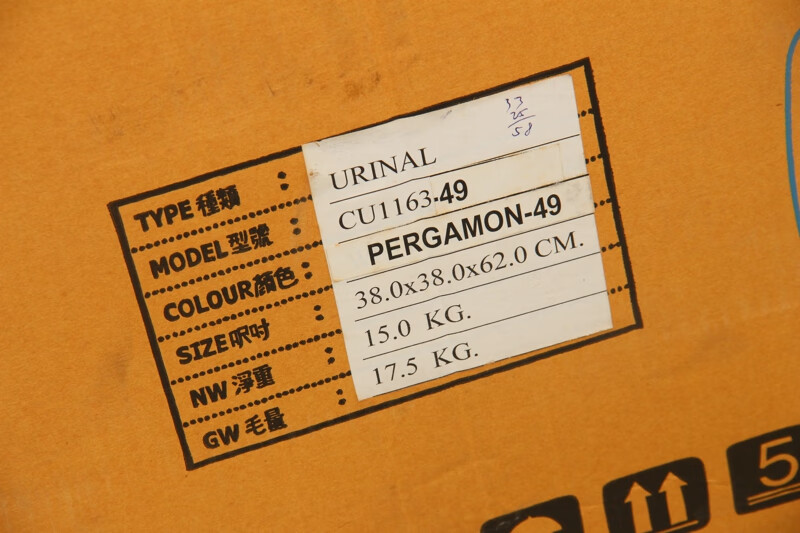 33
25
58
TYPE 種類 : URINAL
MODEL 型號 : CU1163-49
COLOUR 顏色 : PERGAMON-49
SIZE 呎吋 : 38.0x38.0x62.0 CM.
NW 淨重 : 15.0 KG.
GW 毛量 : 17.5 KG.
5